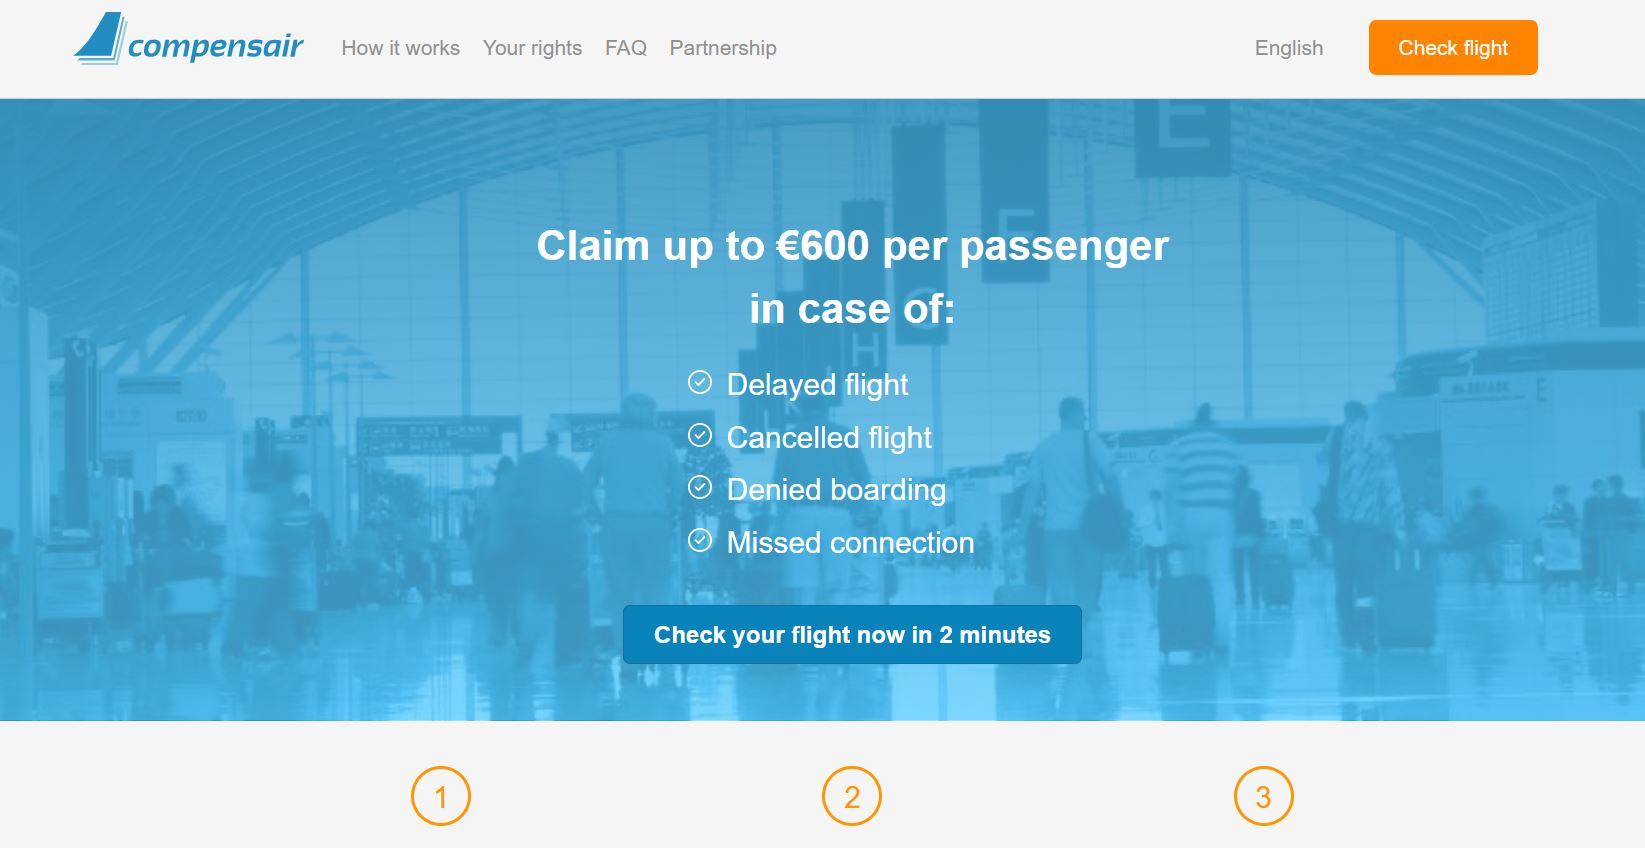 compensair
How it works Your rights FAQ Partnership
English
Check flight
Claim up to €600 per passenger
in case of:
Delayed flight
Cancelled flight
Denied boarding
Missed connection
Check your flight now in 2 minutes
1
2
3
E
F
G
H